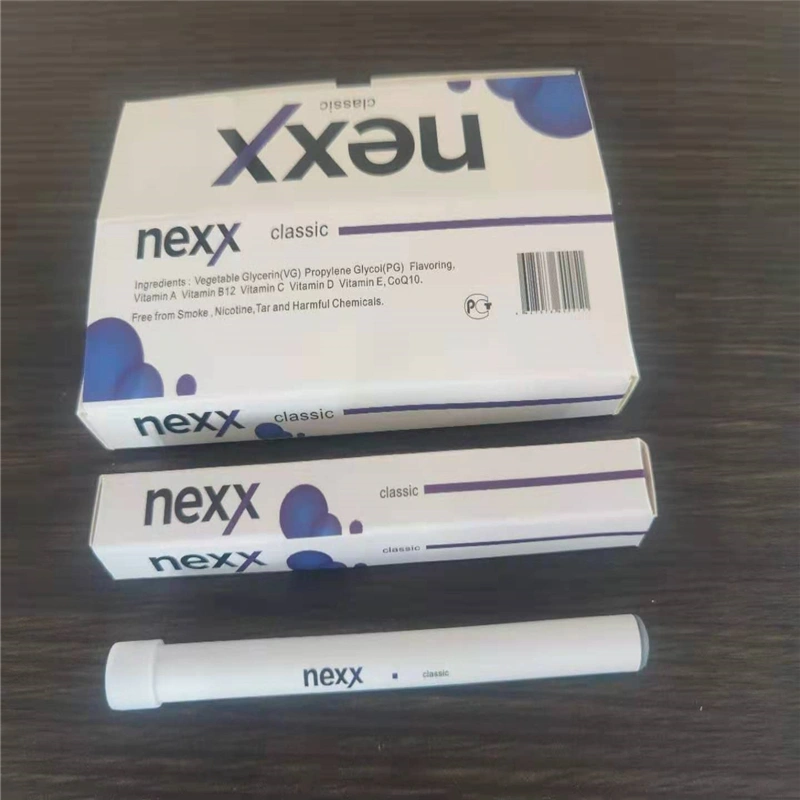 classic
nexx
nexx classic
Ingredients : Vegetable Glycerin(VG) Propylene Glycol(PG) Flavoring,
Vitamin A Vitamin B12 Vitamin C Vitamin D Vitamin E, CoQ10.
Free from Smoke , Nicotine,Tar and Harmful Chemicals.
nexx classic
nexx classic
nexx classic
nexx classic